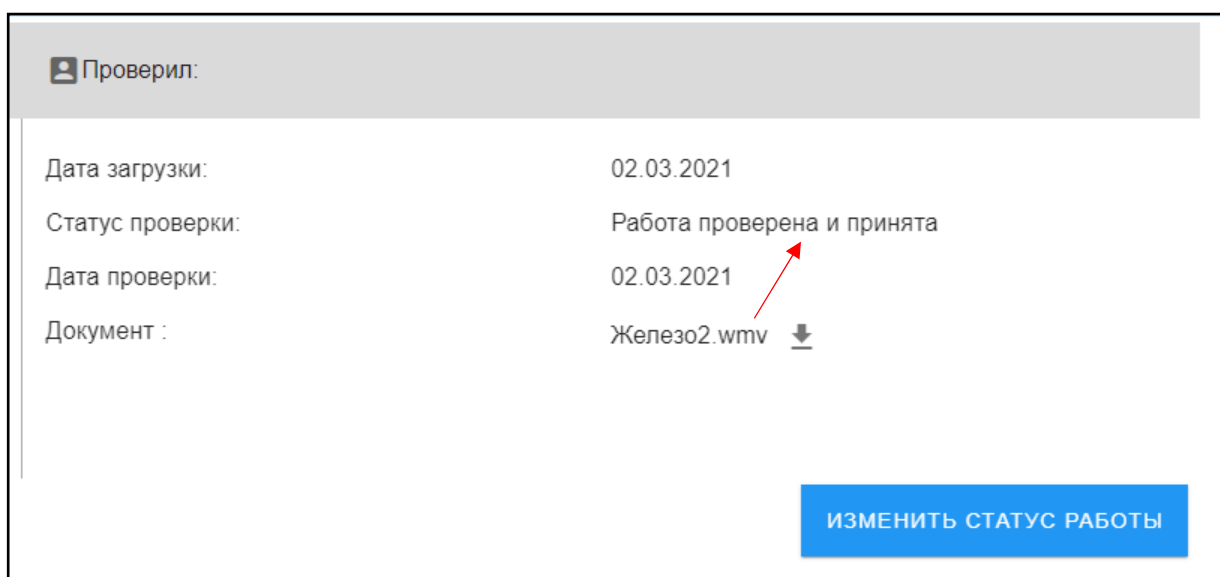 Проверил:
Дата загрузки: 02.03.2021
Статус проверки: Работа проверена и принята
Дата проверки: 02.03.2021
Документ : Железо2.wmv
ИЗМЕНИТЬ СТАТУС РАБОТЫ